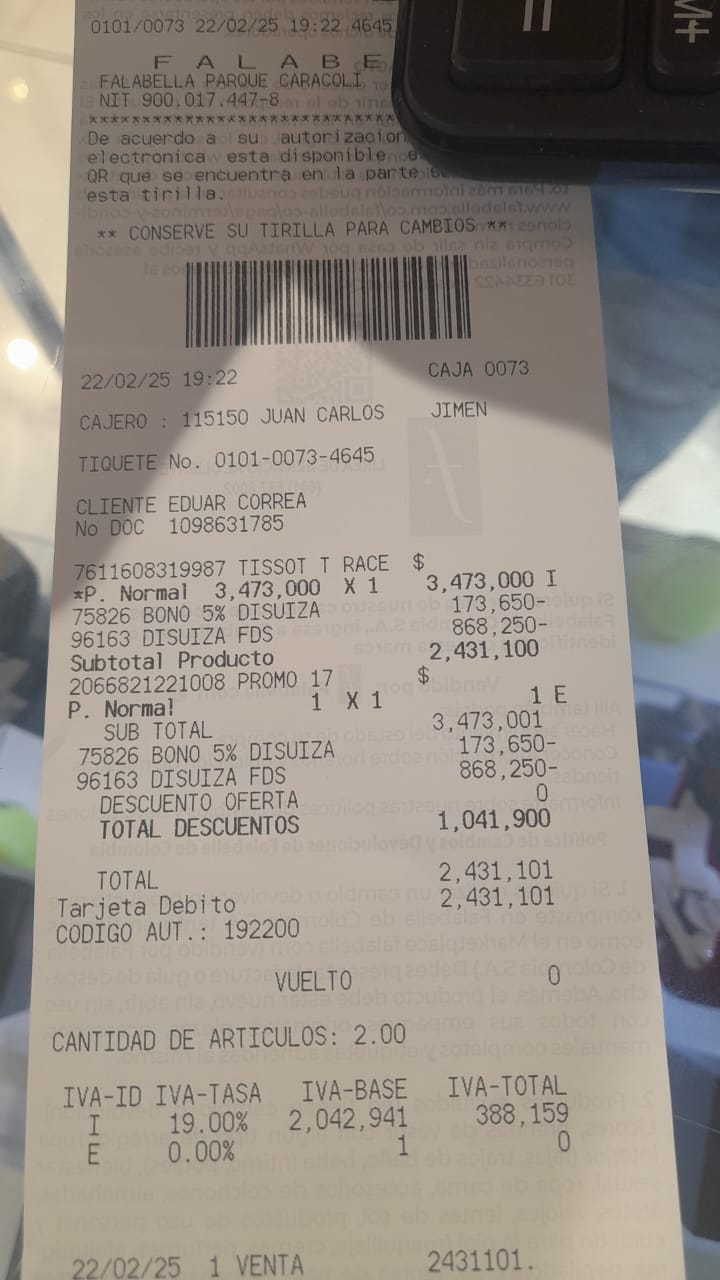 0101/0073 22/02/25 19:22 4645
F A L A B E
FALABELLA PARQUE CARACOLI
NIT 900.017.447-8
****************************
De acuerdo a su autorizacion
electronica esta disponible
QR que se encuentra en la parte
esta tirilla.
** CONSERVE SU TIRILLA PARA CAMBIOS **
22/02/25 19:22 CAJA 0073
CAJERO : 115150 JUAN CARLOS JIMEN
TIQUETE No. 0101-0073-4645
CLIENTE EDUAR CORREA
No DOC 1098631785
7611608319987 TISSOT T RACE $
*P. Normal 3,473,000 X 1 3,473,000 I
75826 BONO 5% DISUIZA 173,650-
96163 DISUIZA FDS 868,250-
Subtotal Producto 2,431,100
2066821221008 PROMO 17 $
P. Normal 1 X 1 1 E
SUB TOTAL 3,473,001
75826 BONO 5% DISUIZA 173,650-
96163 DISUIZA FDS 868,250-
DESCUENTO OFERTA 0
TOTAL DESCUENTOS 1,041,900
TOTAL 2,431,101
Tarjeta Debito 2,431,101
CODIGO AUT.: 192200
VUELTO 0
CANTIDAD DE ARTICULOS: 2.00
IVA-ID IVA-TASA IVA-BASE IVA-TOTAL
I 19.00% 2,042,941 388,159
E 0.00% 1 0
22/02/25 1 VENTA 2431101.
M+